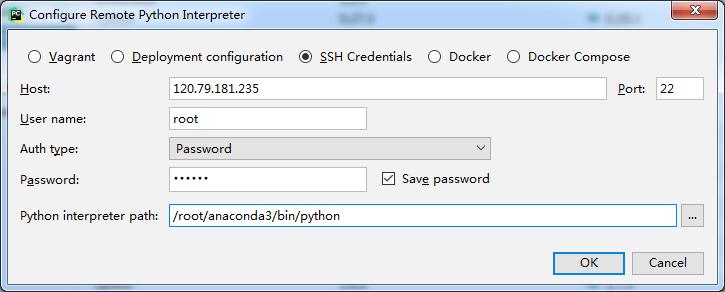 PC Configure Remote Python Interpreter
Vagrant Deployment configuration SSH Credentials Docker Docker Compose
Host: 120.79.181.235 Port: 22
User name: root
Auth type: Password
Password: •••••• Save password
Python interpreter path: /root/anaconda3/bin/python ...
OK Cancel